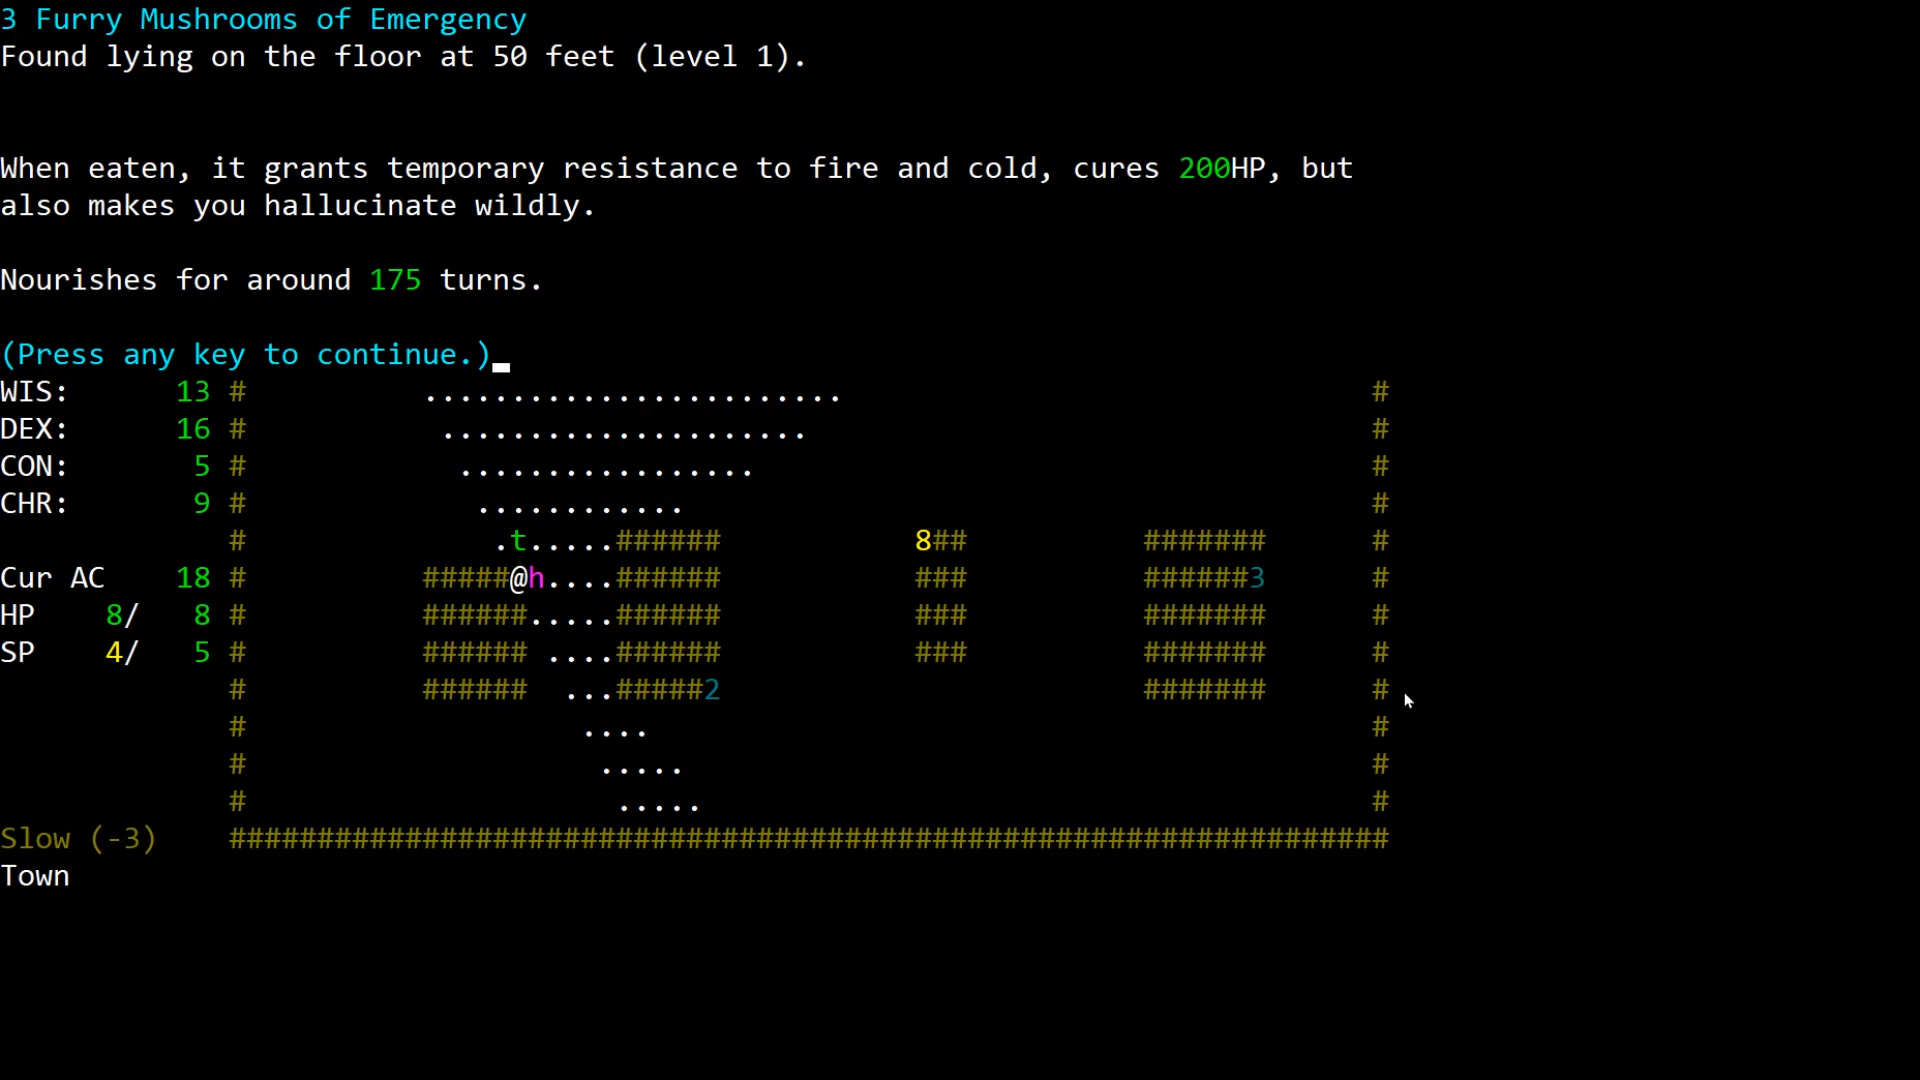 3 Furry Mushrooms of Emergency
Found lying on the floor at 50 feet (level 1).
When eaten, it grants temporary resistance to fire and cold, cures 200HP, but
also makes you hallucinate wildly.
Nourishes for around 175 turns.
(Press any key to continue.)
WIS: 13 # ........................ #
DEX: 16 # ..................... #
CON: 5 # ................. #
CHR: 9 # ............ #
# .t.....###### 8## ####### #
Cur AC 18 # #####@h....###### ### ######3 #
HP 8/ 8 # ######.....###### ### ####### #
SP 4/ 5 # ###### ....###### ### ####### #
# ###### ...#####2 ####### #
# .... #
# ..... #
# ..... #
Slow (-3) ##################################################################
Town